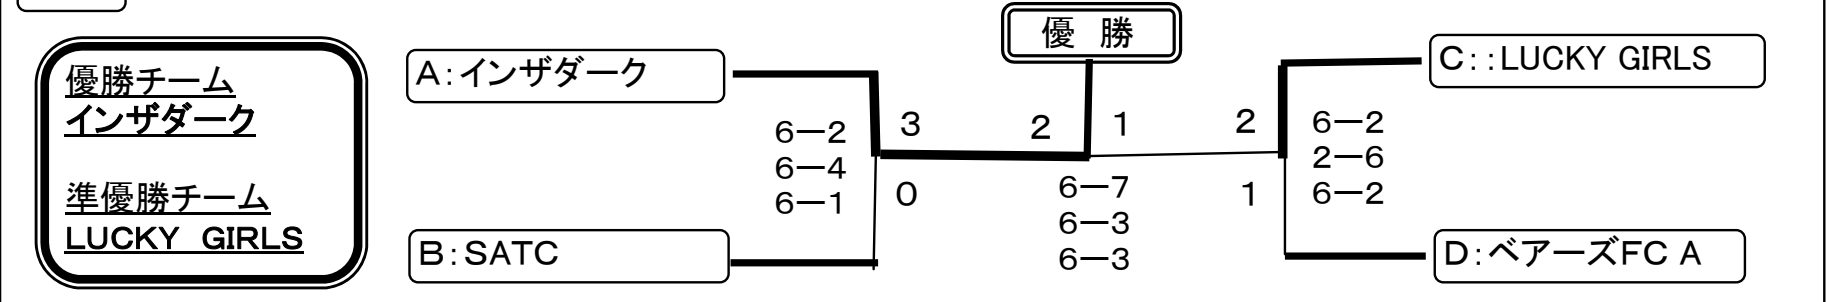 優勝
優勝チーム
インザダーク
準優勝チーム
LUCKY GIRLS
A:インザダーク
B:SATC
6－2
6－4
6－1
3
0
2
1
6－7
6－3
6－3
2
1
6－2
2－6
6－2
C::LUCKY GIRLS
D:ベアーズFC A